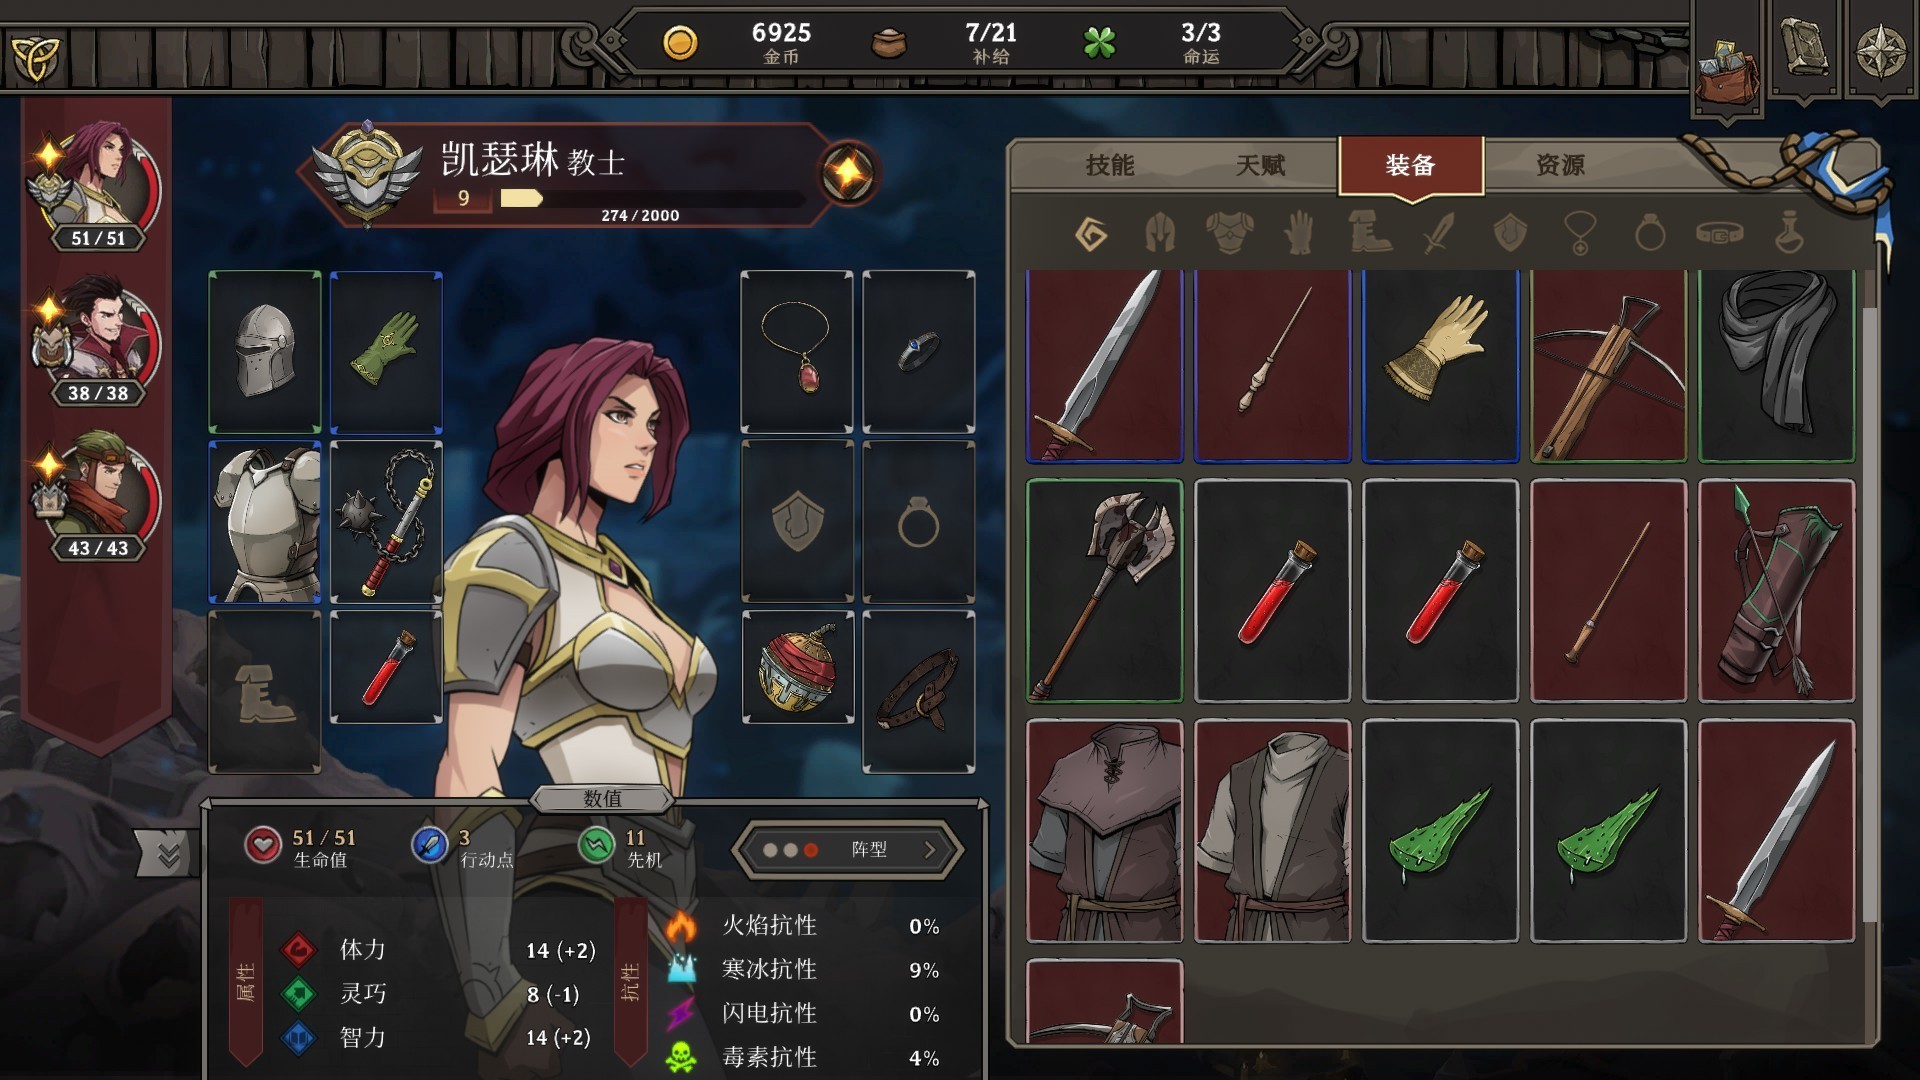 6925
金币
7/21
补给
3/3
命运
51/51
38/38
43/43
凯瑟琳 教士
9
274/2000
技能
天赋
装备
资源
数值
51/51
生命值
3
行动点
11
先机
阵型
属性
体力 14 (+2)
灵巧 8 (-1)
智力 14 (+2)
抗性
火焰抗性 0%
寒冰抗性 9%
闪电抗性 0%
毒素抗性 4%